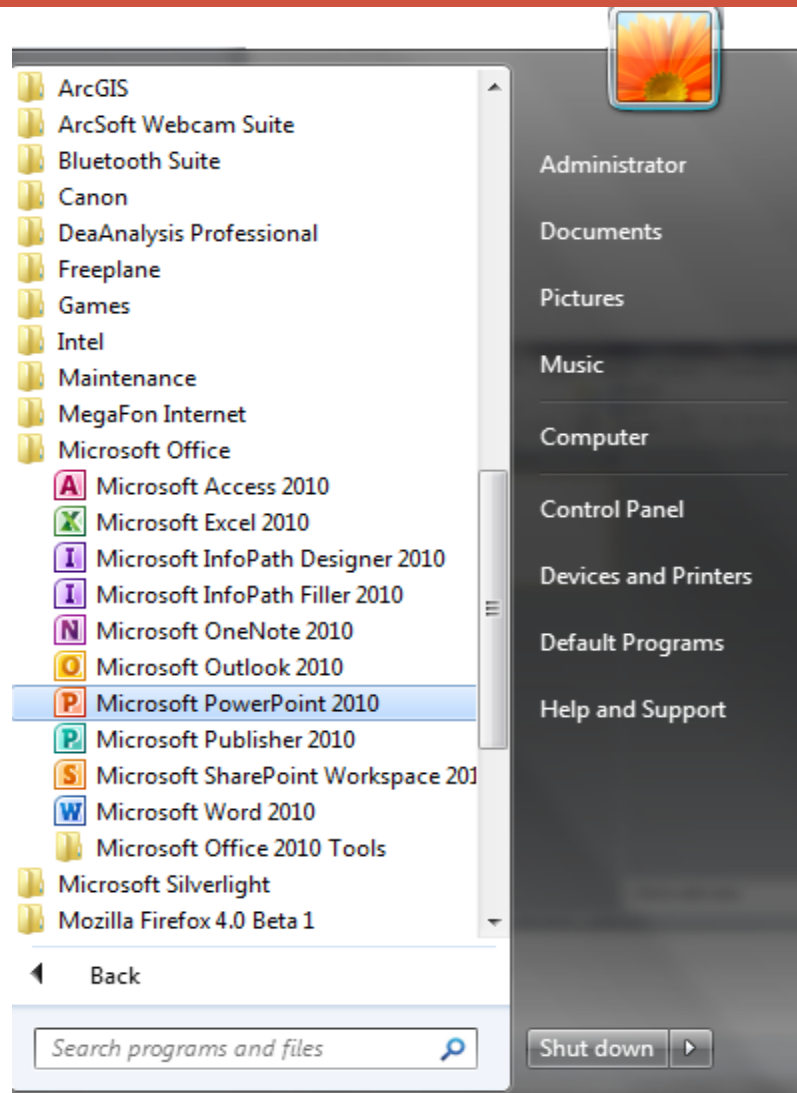 ArcGIS
ArcSoft Webcam Suite
Bluetooth Suite
Canon
DeaAnalysis Professional
Freeplane
Games
Intel
Maintenance
MegaFon Internet
Microsoft Office
Microsoft Access 2010
Microsoft Excel 2010
Microsoft InfoPath Designer 2010
Microsoft InfoPath Filler 2010
Microsoft OneNote 2010
Microsoft Outlook 2010
Microsoft PowerPoint 2010
Microsoft Publisher 2010
Microsoft SharePoint Workspace 201
Microsoft Word 2010
Microsoft Office 2010 Tools
Microsoft Silverlight
Mozilla Firefox 4.0 Beta 1
Back
Search programs and files
Administrator
Documents
Pictures
Music
Computer
Control Panel
Devices and Printers
Default Programs
Help and Support
Shut down